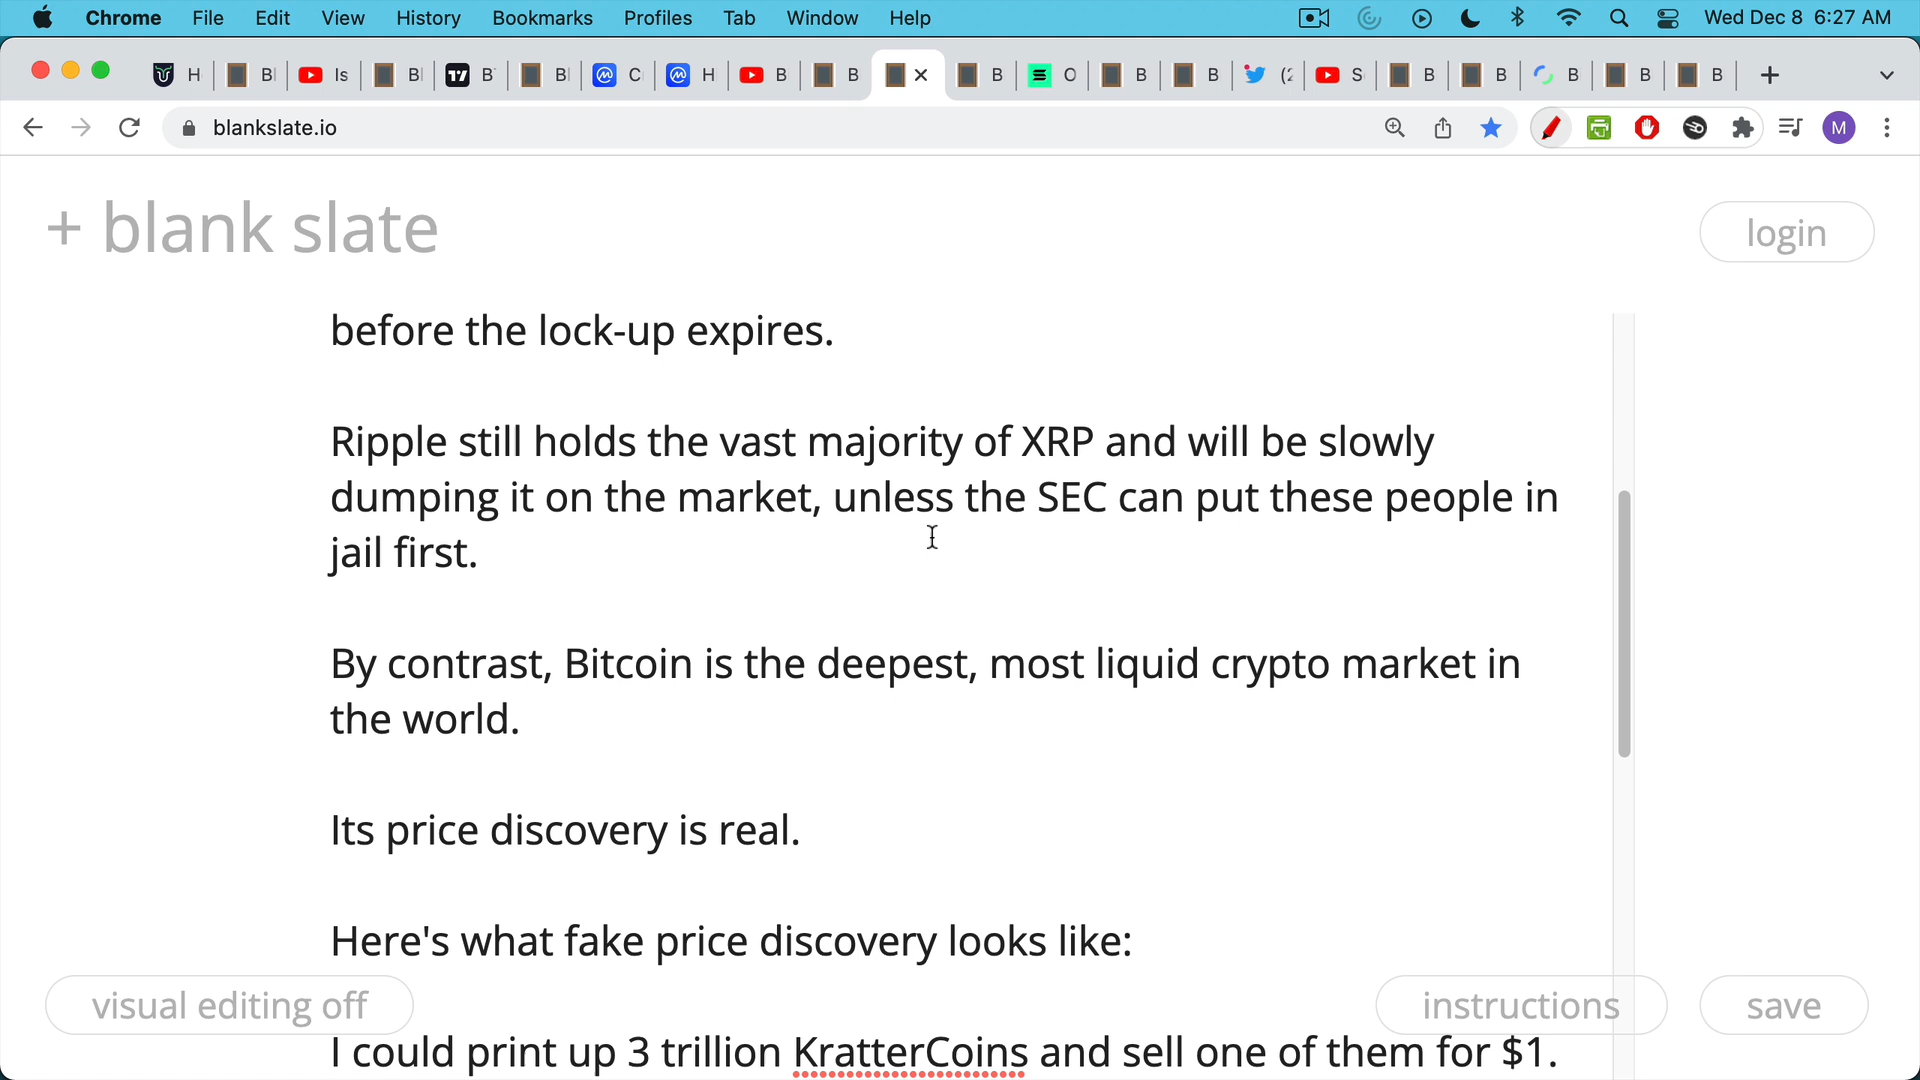 Chrome File Edit View History Bookmarks Profiles Tab Window Help Wed Dec 8 6:27 AM
H B Is B B B C H B B B O B B (2 S B B B B B
blankslate.io M
+ blank slate login
before the lock-up expires.
Ripple still holds the vast majority of XRP and will be slowly
dumping it on the market, unless the SEC can put these people in
jail first.
By contrast, Bitcoin is the deepest, most liquid crypto market in
the world.
Its price discovery is real.
Here's what fake price discovery looks like:
visual editing off instructions save
I could print up 3 trillion KratterCoins and sell one of them for $1.